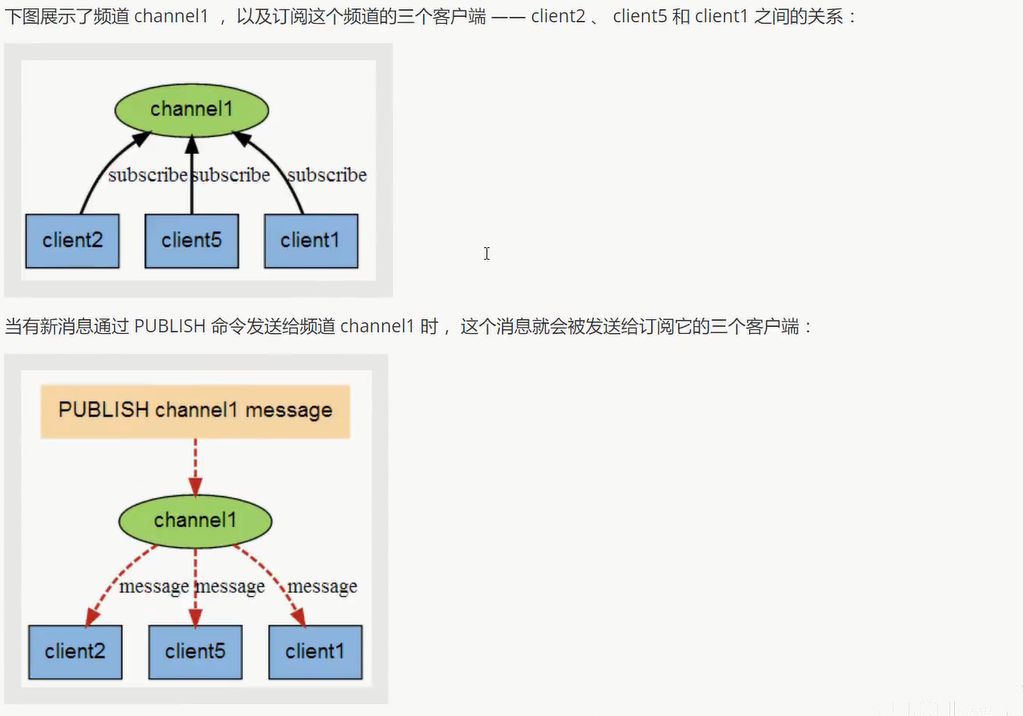 下图展示了频道 channel1 ，以及订阅这个频道的三个客户端 —— client2 、 client5 和 client1 之间的关系：
channel1
subscribe subscribe subscribe
client2 client5 client1
当有新消息通过 PUBLISH 命令发送给频道 channel1 时，这个消息就会被发送给订阅它的三个客户端：
PUBLISH channel1 message
channel1
message message message
client2 client5 client1